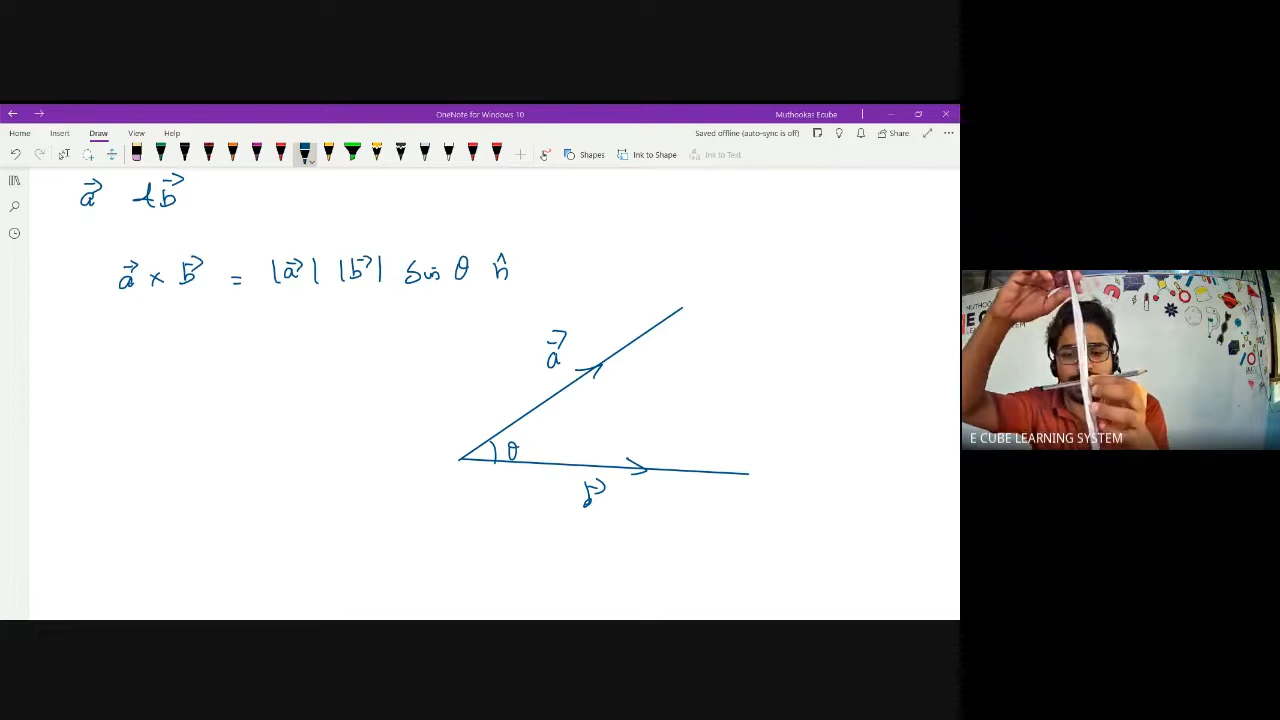 OneNote for Windows 10
Muthookas Ecube
Home Insert Draw View Help
Saved offline (auto-sync is off)
Share
Shapes
Ink to Shape
Ink to Text
a⃗ & b⃗
a⃗ × b⃗ = |a⃗| |b⃗| Sin θ n̂
a⃗
θ
b⃗
E CUBE LEARNING SYSTEM